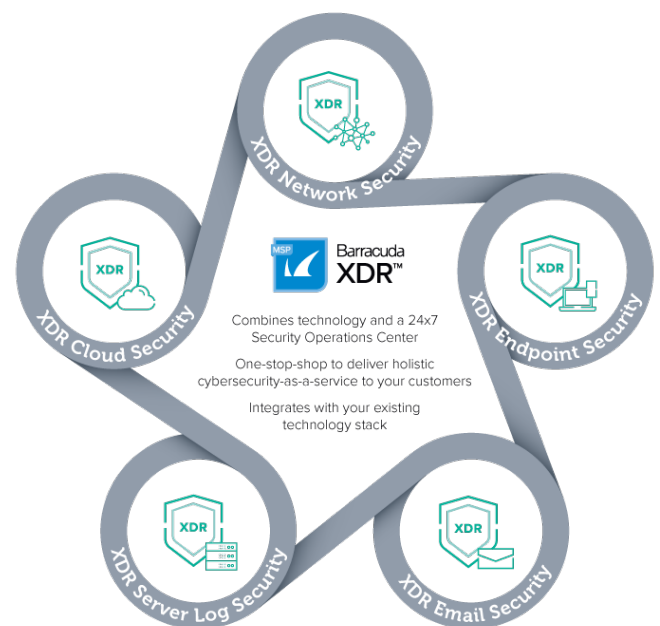 XDR
XDR Network Security
XDR
XDR Cloud Security
MSP
Barracuda
XDR™
XDR
XDR Endpoint Security
Combines technology and a 24x7
Security Operations Center
One-stop-shop to deliver holistic
cybersecurity-as-a-service to your customers
Integrates with your existing
technology stack
XDR
XDR Server Log Security
XDR
XDR Email Security